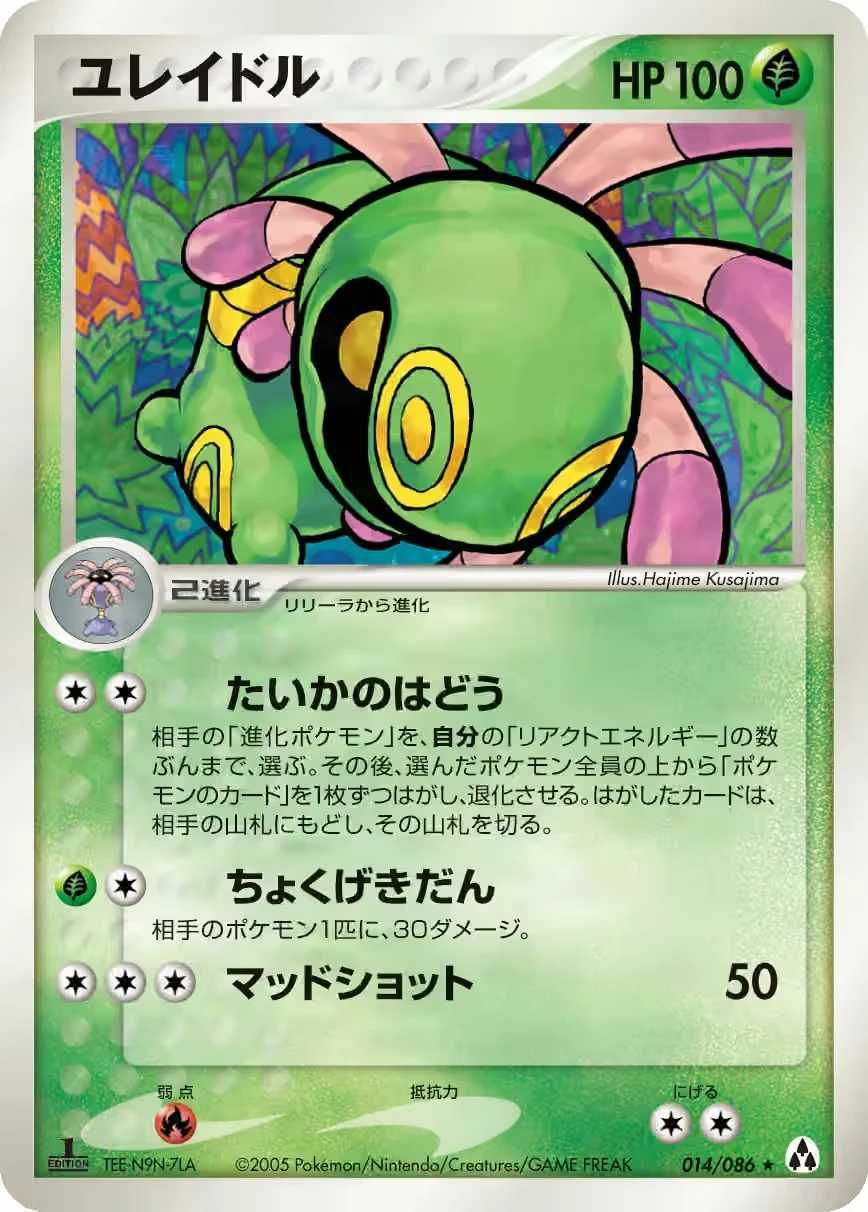 ユレイドル HP100
Illus.Hajime Kusajima
己進化
リリーラから進化
たいかのはどう
相手の「進化ポケモン」を、自分の「リアクトエネルギー」の数
ぶんまで、選ぶ。その後、選んだポケモン全員の上から「ポケ
モンのカード」を1枚ずつはがし、退化させる。はがしたカードは、
相手の山札にもどし、その山札を切る。
ちょくげきだん
相手のポケモン1匹に、30ダメージ。
マッドショット 50
弱点 抵抗力 にげる
1 EDITION TEE-N9N-7LA ©2005 Pokémon/Nintendo/Creatures/GAME FREAK 014/086 ★